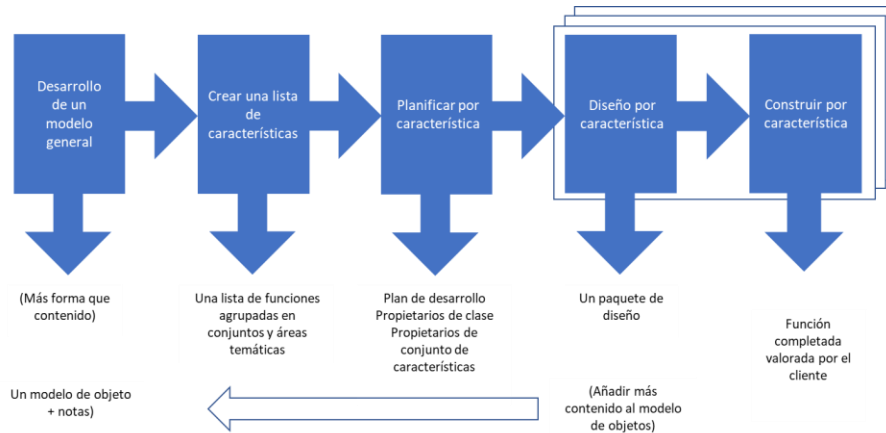 Desarrollo
de un
modelo
general
Crear una lista
de
características
Planificar por
característica
Diseño por
característica
Construir por
característica
(Más forma que
contenido)
Una lista de funciones
agrupadas en
conjuntos y áreas
temáticas
Plan de desarrollo
Propietarios de clase
Propietarios de
conjunto de
características
Un paquete de
diseño
Función
completada
valorada por el
cliente
Un modelo de objeto
+ notas)
(Añadir más
contenido al modelo
de objetos)